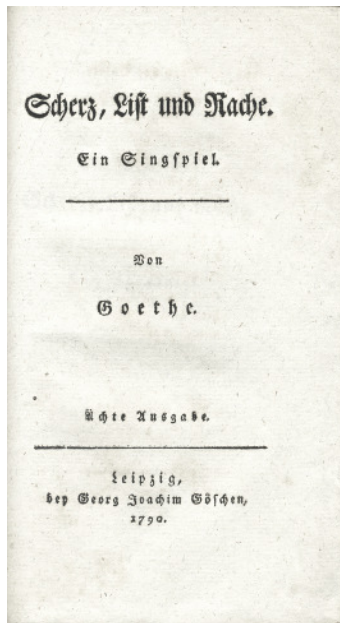 Scherz, List und Rache.
Ein Singspiel.
Von
Goethe.
Ächte Ausgabe.
Leipzig,
bey Georg Joachim Göschen,
1790.